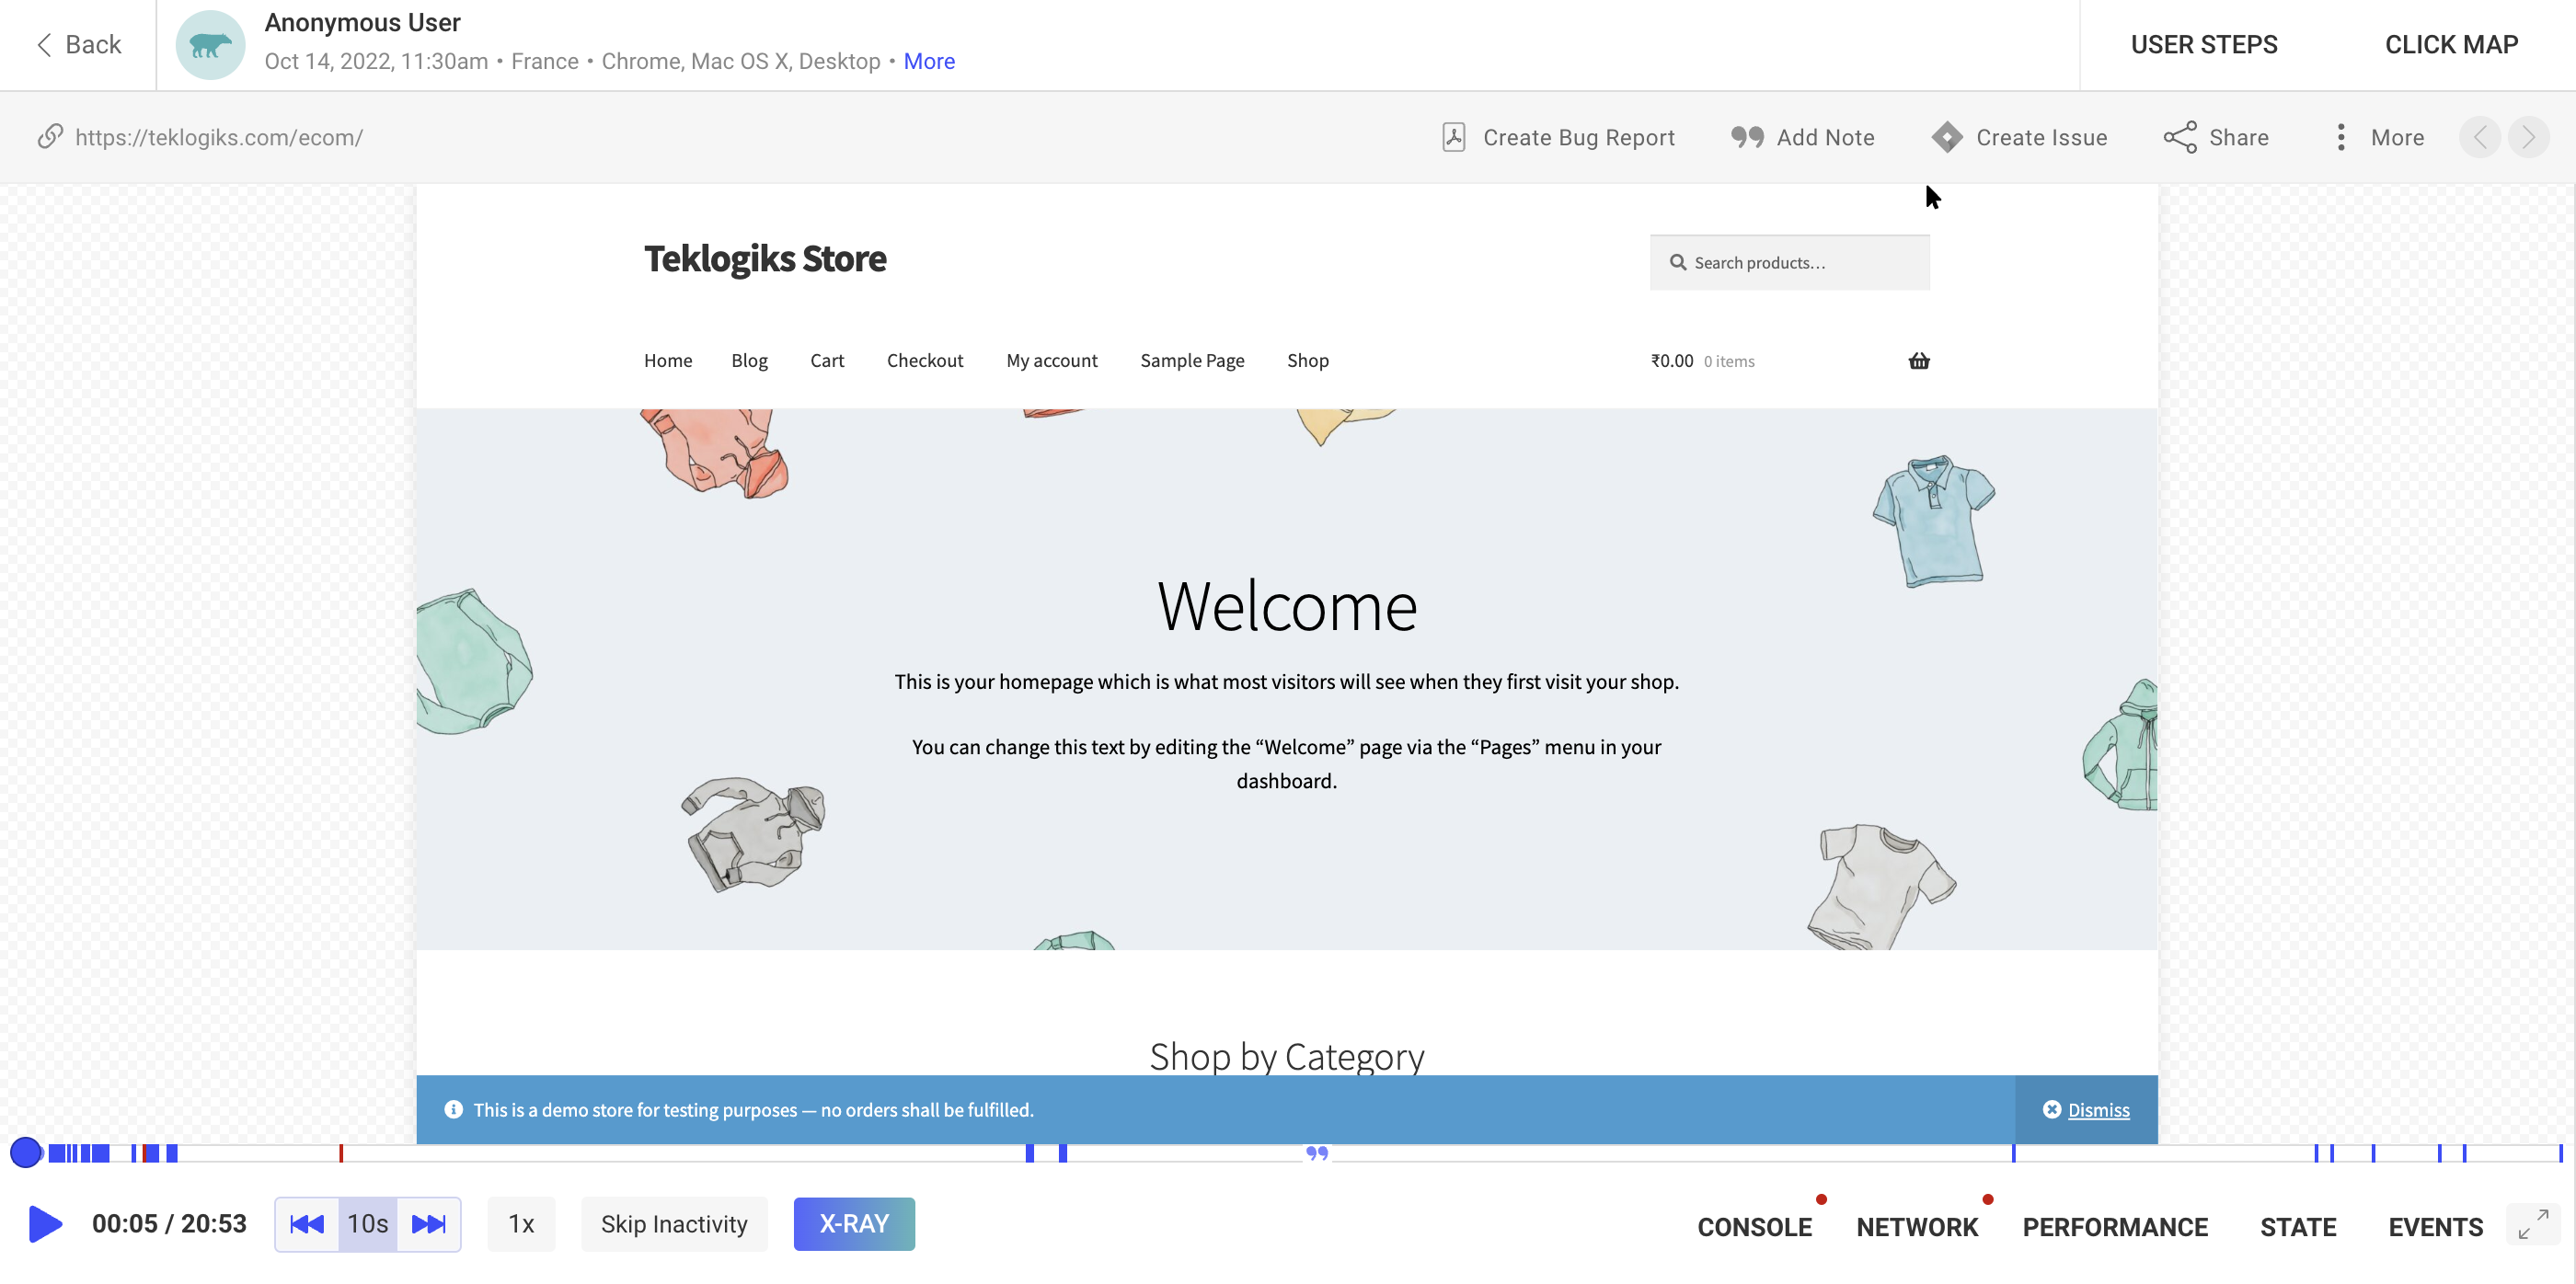 Back
Anonymous User
Oct 14, 2022, 11:30am • France • Chrome, Mac OS X, Desktop • More
USER STEPS
CLICK MAP
https://teklogiks.com/ecom/
Create Bug Report
Add Note
Create Issue
Share
More
Teklogiks Store
Search products…
Home Blog Cart Checkout My account Sample Page Shop
₹0.00 0 items
Welcome
This is your homepage which is what most visitors will see when they first visit your shop.
You can change this text by editing the “Welcome” page via the “Pages” menu in your
dashboard.
Shop by Category
This is a demo store for testing purposes — no orders shall be fulfilled.
Dismiss
00:05 / 20:53
10s
1x
Skip Inactivity
X-RAY
CONSOLE
NETWORK
PERFORMANCE
STATE
EVENTS